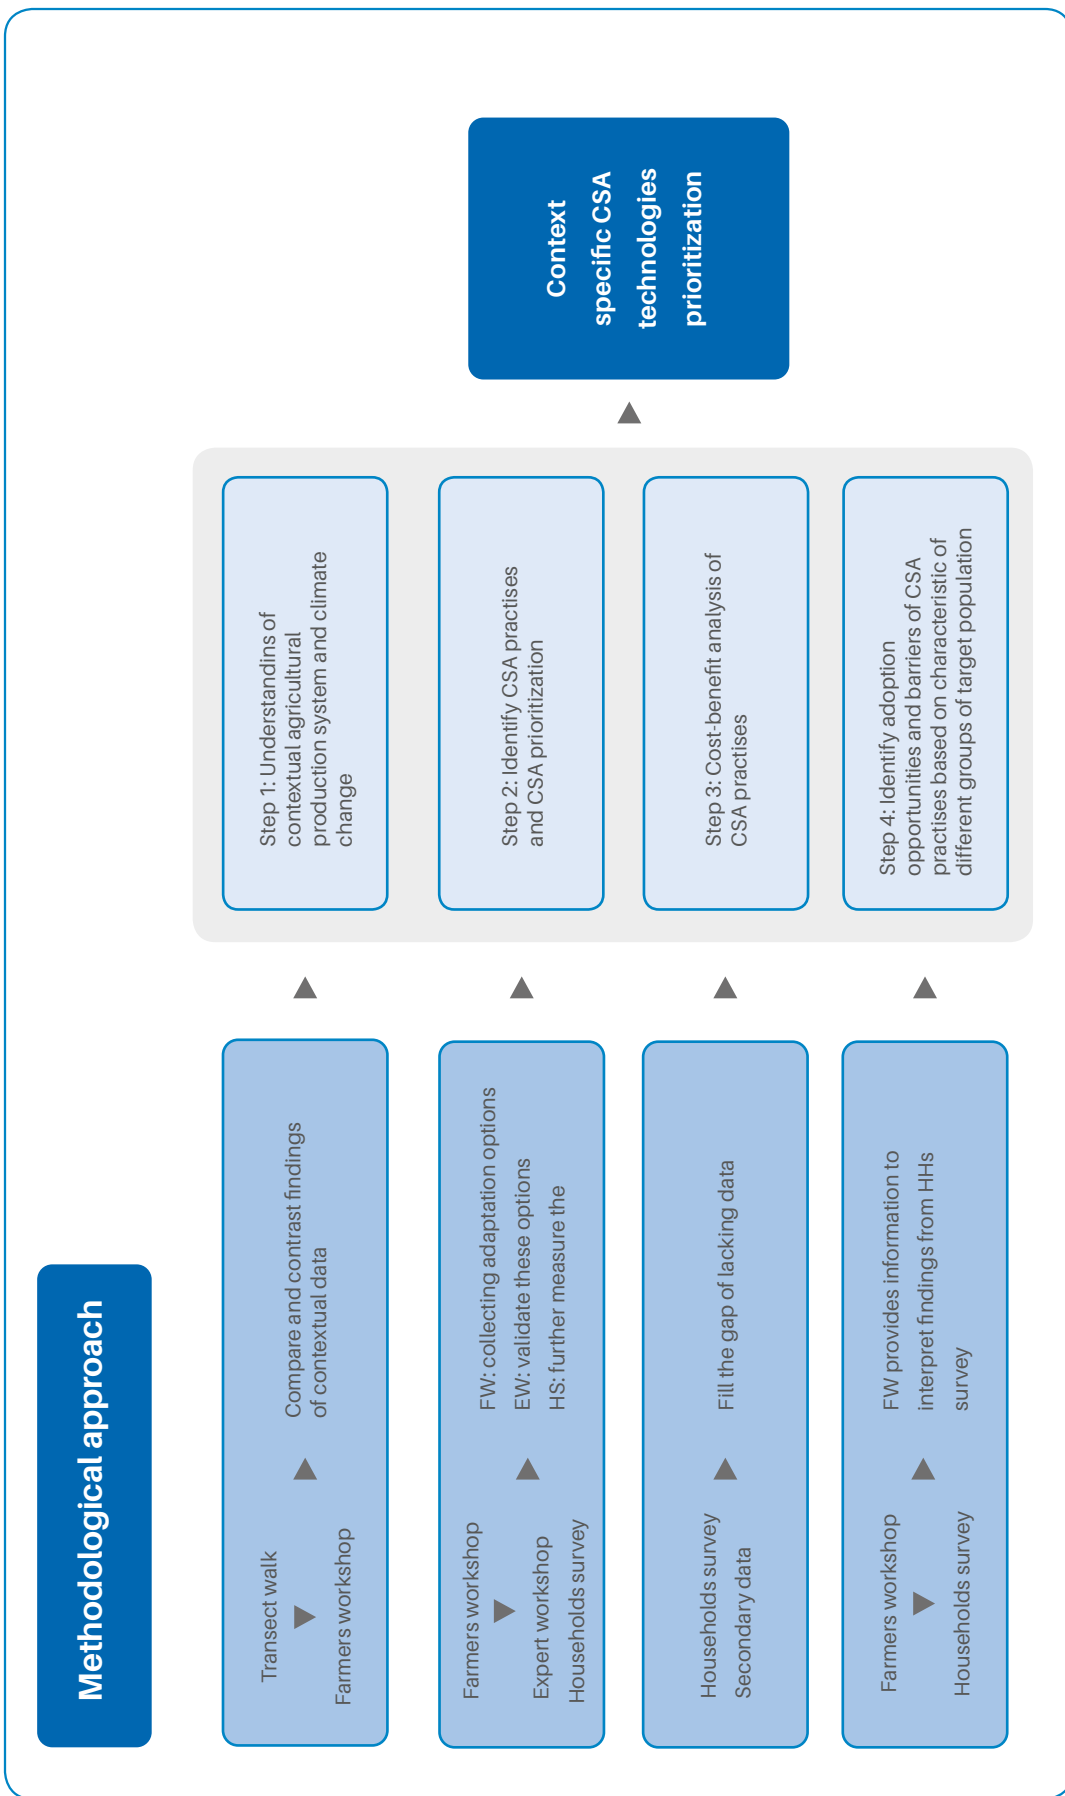 Methodological approach
Transect walk
Farmers workshop
Compare and contrast findings
of contextual data
Step 1: Understandins of
contextual agricultural
production system and climate
change
Farmers workshop
Expert workshop
Households survey
FW: collecting adaptation options
EW: validate these options
HS: further measure the
Step 2: Identify CSA practises
and CSA prioritization
Households survey
Secondary data
Fill the gap of lacking data
Step 3: Cost-benefit analysis of
CSA practises
Farmers workshop
Households survey
FW provides information to
interpret findings from HHs
survey
Step 4: Identify adoption
opportunities and barriers of CSA
practises based on characteristic of
different groups of target population
Context
specific CSA
technologies
prioritization